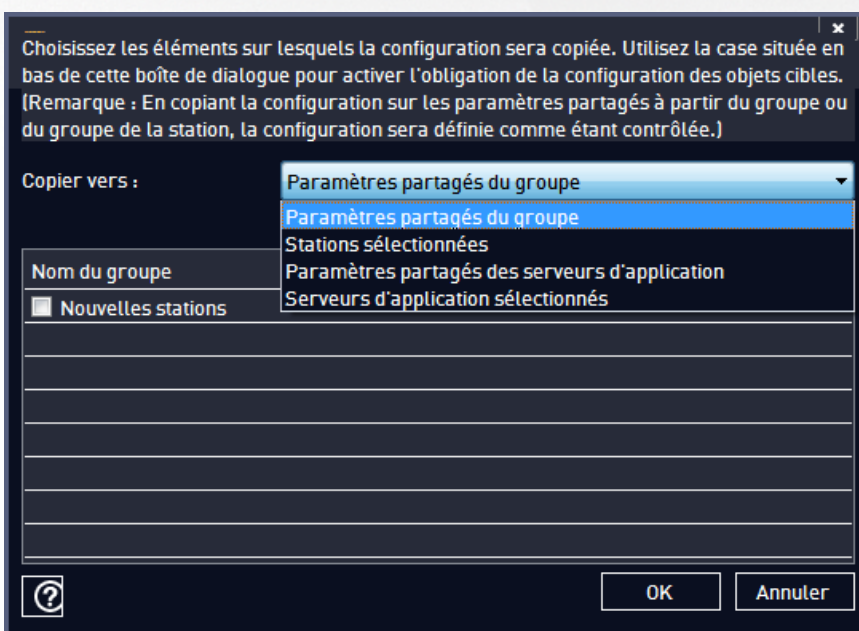 Choisissez les éléments sur lesquels la configuration sera copiée. Utilisez la case située en
bas de cette boîte de dialogue pour activer l'obligation de la configuration des objets cibles.
(Remarque : En copiant la configuration sur les paramètres partagés à partir du groupe ou
du groupe de la station, la configuration sera définie comme étant contrôlée.)
Copier vers :
Paramètres partagés du groupe
Paramètres partagés du groupe
Stations sélectionnées
Paramètres partagés des serveurs d'application
Serveurs d'application sélectionnés
Nom du groupe
Nouvelles stations
OK
Annuler